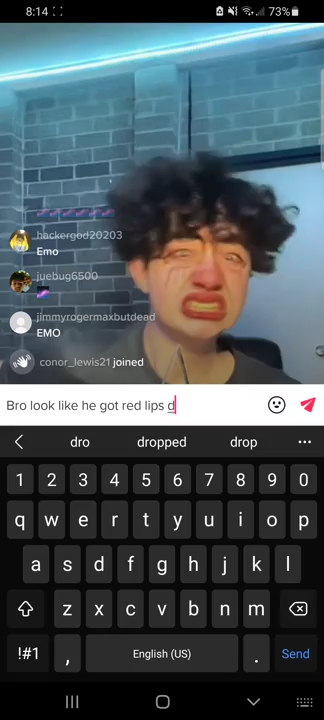 8:14
73%
hackergod20203
Emo
juebug6500
jimmyrogermaxbutdead
EMO
conor_lewis21 joined
Bro look like he got red lips d
dro dropped drop
1 2 3 4 5 6 7 8 9 0
q w e r t y u i o p
a s d f g h j k l
z x c v b n m
!#1 , English (US) . Send